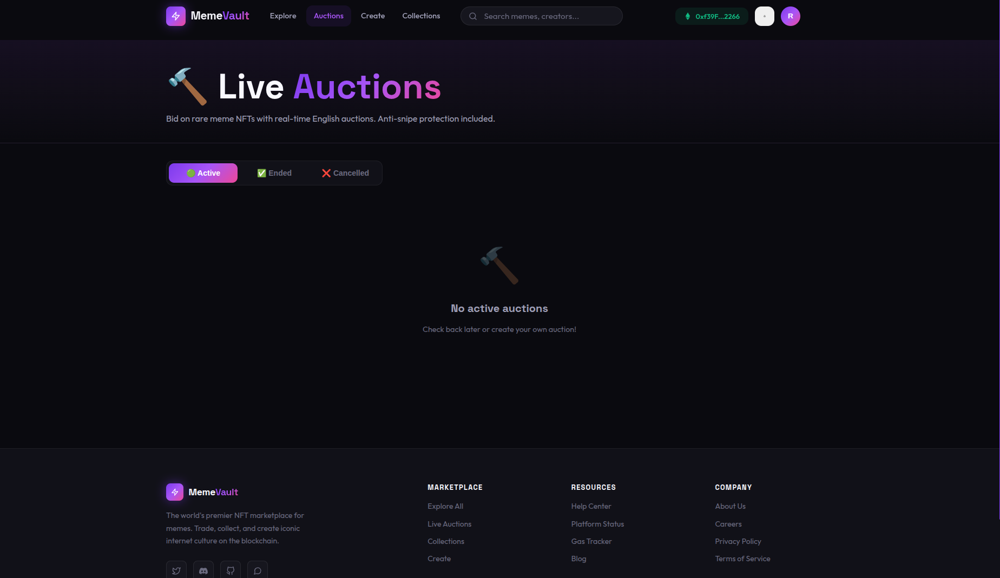 MemeVault
Explore
Auctions
Create
Collections
Search memes, creators...
0xf39F...2266
R
Live Auctions
Bid on rare meme NFTs with real-time English auctions. Anti-snipe protection included.
Active
Ended
Cancelled
No active auctions
Check back later or create your own auction!
MemeVault
The world's premier NFT marketplace for
memes. Trade, collect, and create iconic
internet culture on the blockchain.
MARKETPLACE
Explore All
Live Auctions
Collections
Create
RESOURCES
Help Center
Platform Status
Gas Tracker
Blog
COMPANY
About Us
Careers
Privacy Policy
Terms of Service